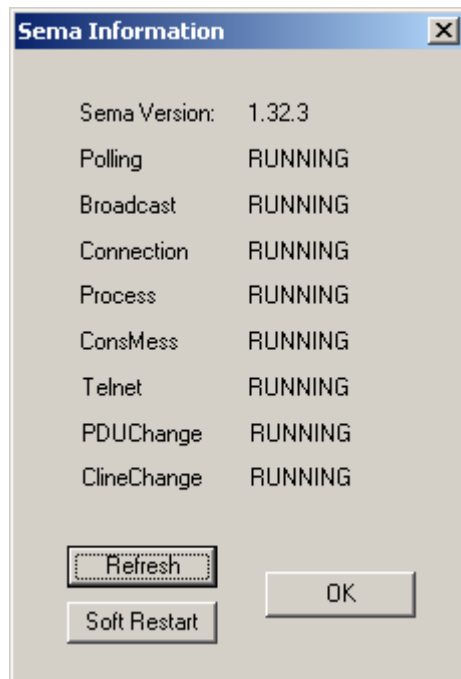 Sema Information
Sema Version: 1.32.3
Polling RUNNING
Broadcast RUNNING
Connection RUNNING
Process RUNNING
ConsMess RUNNING
Telnet RUNNING
PDUChange RUNNING
ClineChange RUNNING
Refresh
OK
Soft Restart